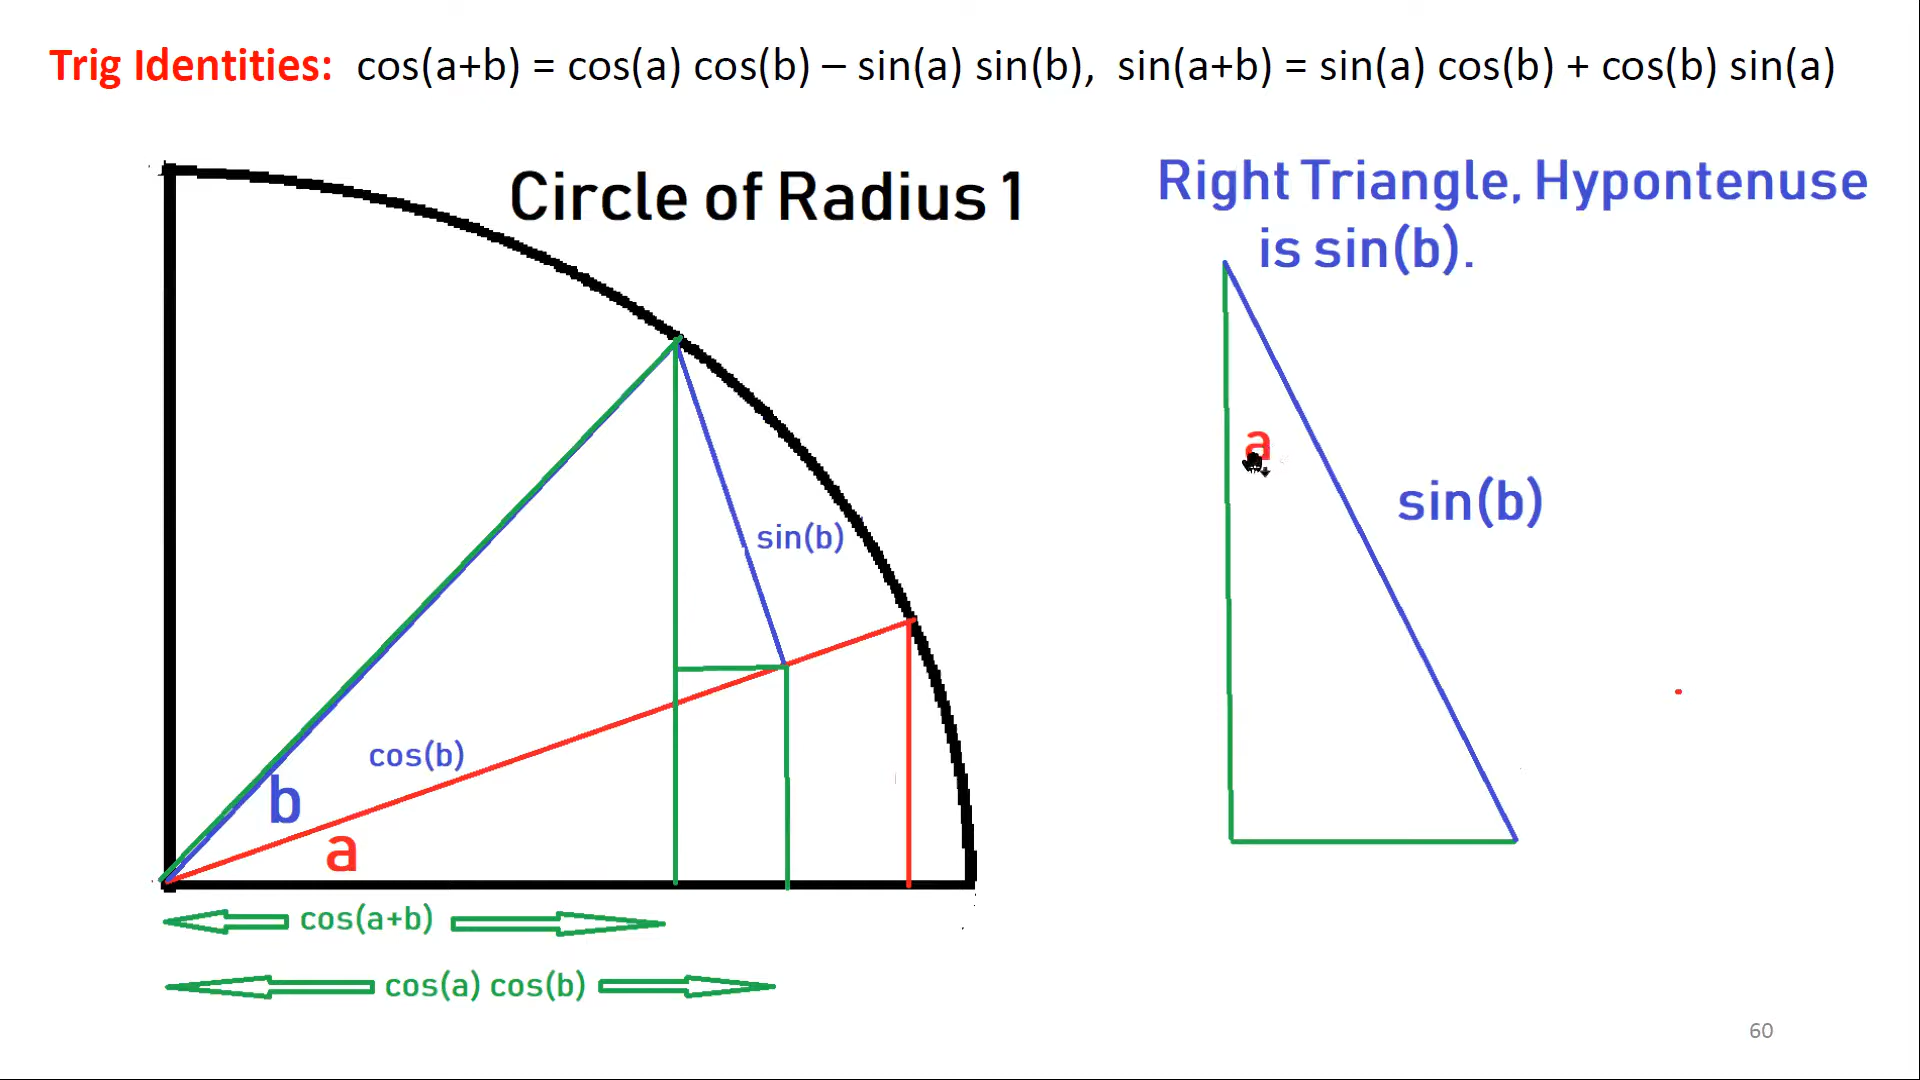 Trig Identities: cos(a+b) = cos(a) cos(b) – sin(a) sin(b), sin(a+b) = sin(a) cos(b) + cos(b) sin(a)
Circle of Radius 1
Right Triangle, Hypontenuse
is sin(b).
a
sin(b)
sin(b)
cos(b)
b
a
cos(a+b)
cos(a) cos(b)
60